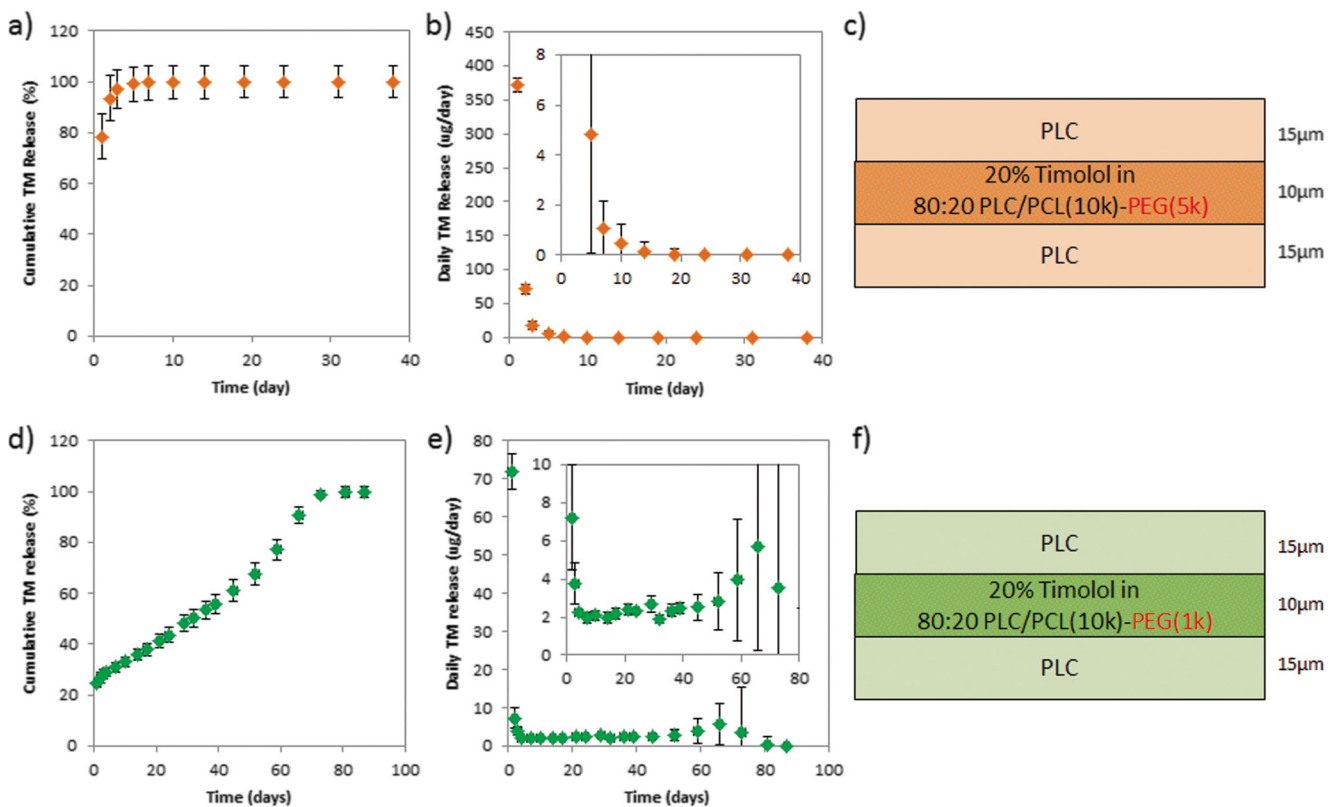 a)
120
100
80
60
40
20
0
Cumulative TM Release (%)
0 10 20 30 40
Time (day)
b)
450
400
350
300
250
200
150
100
50
0
Daily TM Release (ug/day)
8
6
4
2
0
0 10 20 30 40
0 10 20 30 40
Time (day)
c)
PLC
15μm
20% Timolol in
80:20 PLC/PCL(10k)-PEG(5k)
10μm
PLC
15μm
d)
120
100
80
60
40
20
0
Cumulative TM release (%)
0 20 40 60 80 100
Time (days)
e)
80
70
60
50
40
30
20
10
0
Daily TM release (ug/day)
10
8
6
4
2
0
0 20 40 60 80
0 20 40 60 80 100
Time (days)
f)
PLC
15μm
20% Timolol in
80:20 PLC/PCL(10k)-PEG(1k)
10μm
PLC
15μm